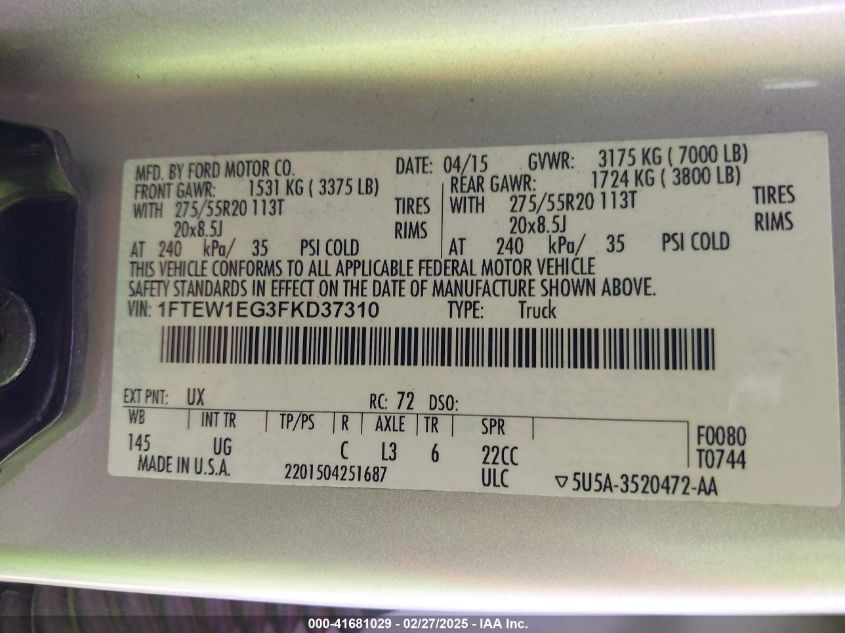 MFD. BY FORD MOTOR CO. DATE: 04/15 GVWR: 3175 KG ( 7000 LB)
FRONT GAWR: 1531 KG ( 3375 LB) REAR GAWR: 1724 KG ( 3800 LB)
WITH 275/55R20 113T TIRES WITH 275/55R20 113T TIRES
20x8.5J RIMS 20x8.5J RIMS
AT 240 kPa/ 35 PSI COLD AT 240 kPa/ 35 PSI COLD
THIS VEHICLE CONFORMS TO ALL APPLICABLE FEDERAL MOTOR VEHICLE
SAFETY STANDARDS IN EFFECT ON THE DATE OF MANUFACTURE SHOWN ABOVE.
VIN: 1FTEW1EG3FKD37310 TYPE: Truck
EXT PNT: UX RC: 72 DSO:
WB INT TR TP/PS R AXLE TR SPR
145 UG C L3 6 22CC
F0080
T0744
MADE IN U.S.A. 2201504251687 ULC ▽5U5A-3520472-AA
000-41681029 - 02/27/2025 - IAA Inc.